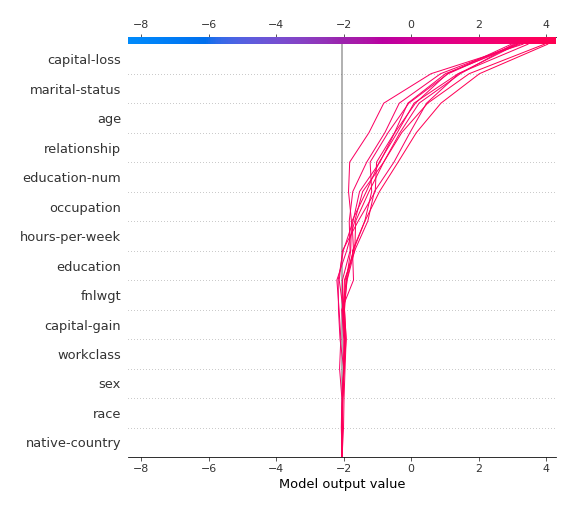 −8 −6 −4 −2 0 2 4
capital-loss
marital-status
age
relationship
education-num
occupation
hours-per-week
education
fnlwgt
capital-gain
workclass
sex
race
native-country
−8 −6 −4 −2 0 2 4
Model output value